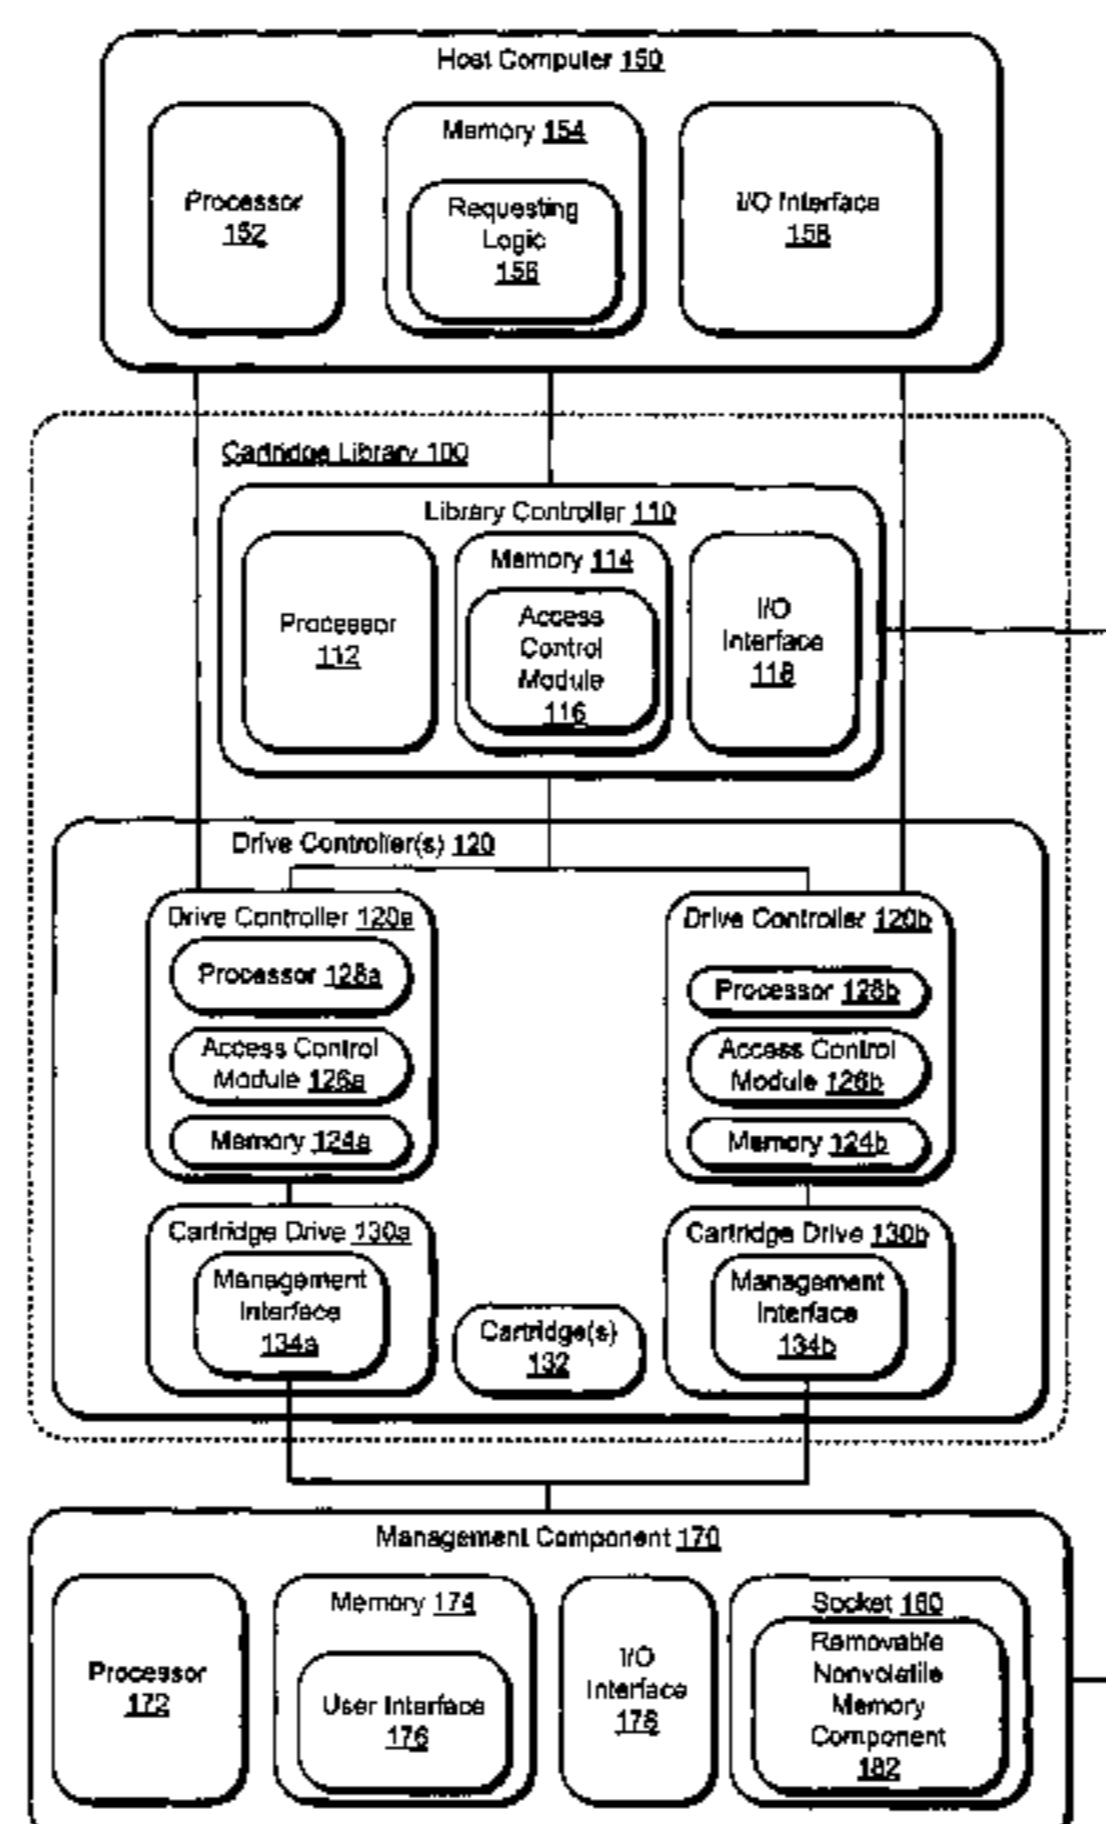 Host Computer 150
Processor
152
Memory 154
Requesting
Logic
156
I/O Interface
158
Cartridge Library 100
Library Controller 110
Processor
112
Memory 114
Access
Control
Module
116
I/O
Interface
118
Drive Controller(s) 120
Drive Controller 120a
Processor 128a
Access Control
Module 126a
Memory 124a
Drive Controller 120b
Processor 128b
Access Control
Module 126b
Memory 124b
Cartridge Drive 130a
Management
Interface
134a
Cartridge(s)
132
Cartridge Drive 130b
Management
Interface
134b
Management Component 170
Processor
172
Memory 174
User Interface
176
I/O
Interface
178
Socket 180
Removable
Nonvolatile
Memory
Component
182